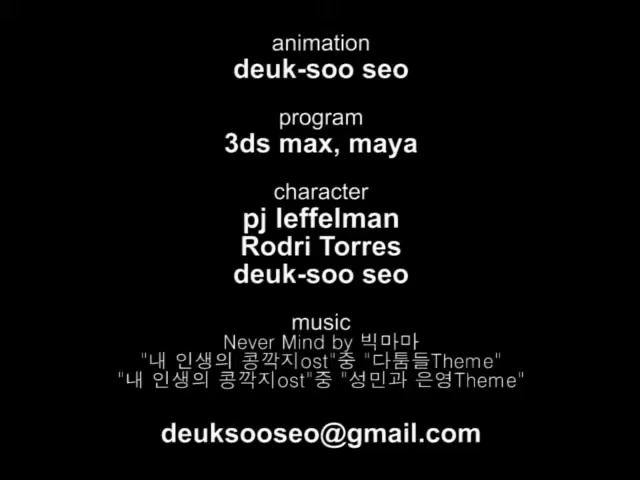 animation
deuk-soo seo
program
3ds max, maya
character
pj leffelman
Rodri Torres
deuk-soo seo
music
Never Mind by 빅마마
"내 인생의 콩깍지ost"중 "다툼들Theme"
"내 인생의 콩깍지ost"중 "성민과 은영Theme"
deuksooseo@gmail.com